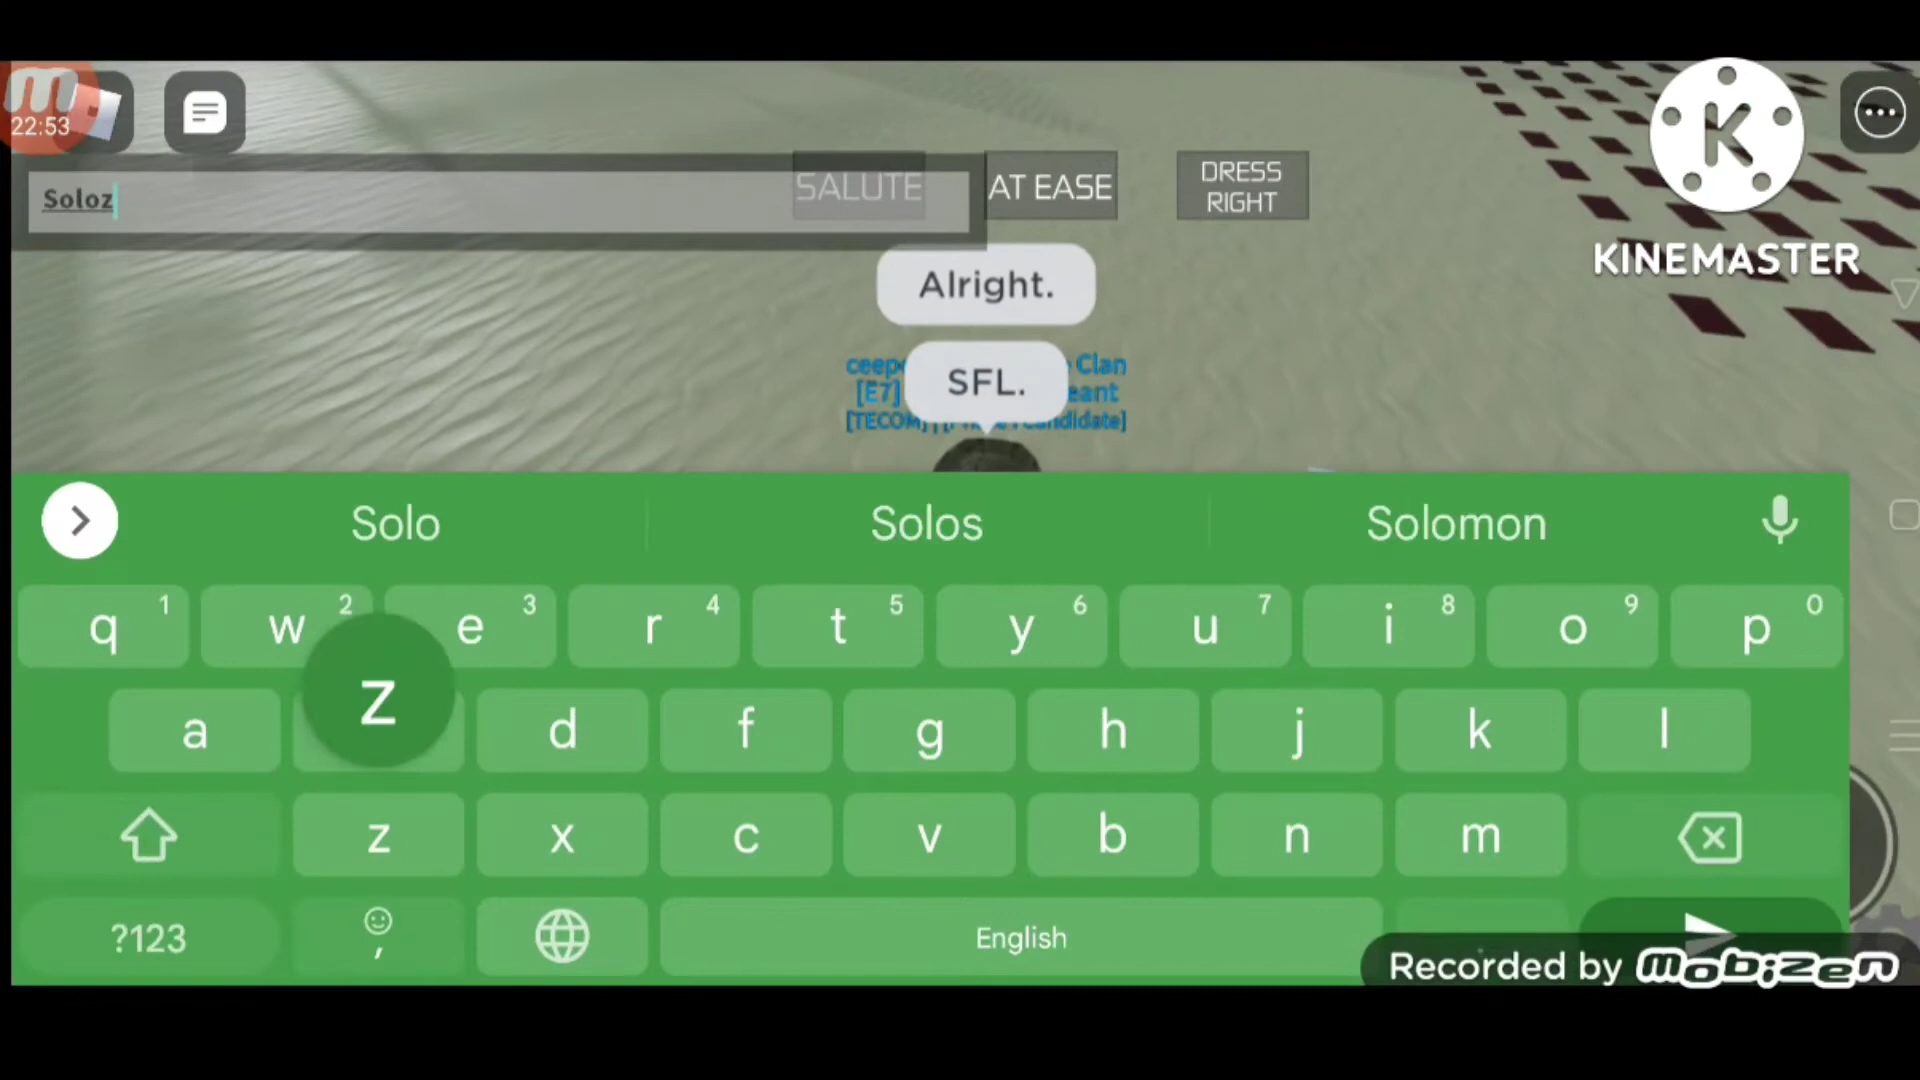 22:53
Soloz
SALUTE
AT EASE
DRESS
RIGHT
KINEMASTER
Alright.
SFL.
Clan
[E7]
[TECOM]
Solo Solos Solomon
q 1 w 2 e 3 r 4 t 5 y 6 u 7 i 8 o 9 p 0
z
a d f g h j k l
z x c v b n m
?123 , English
Recorded by mobizen